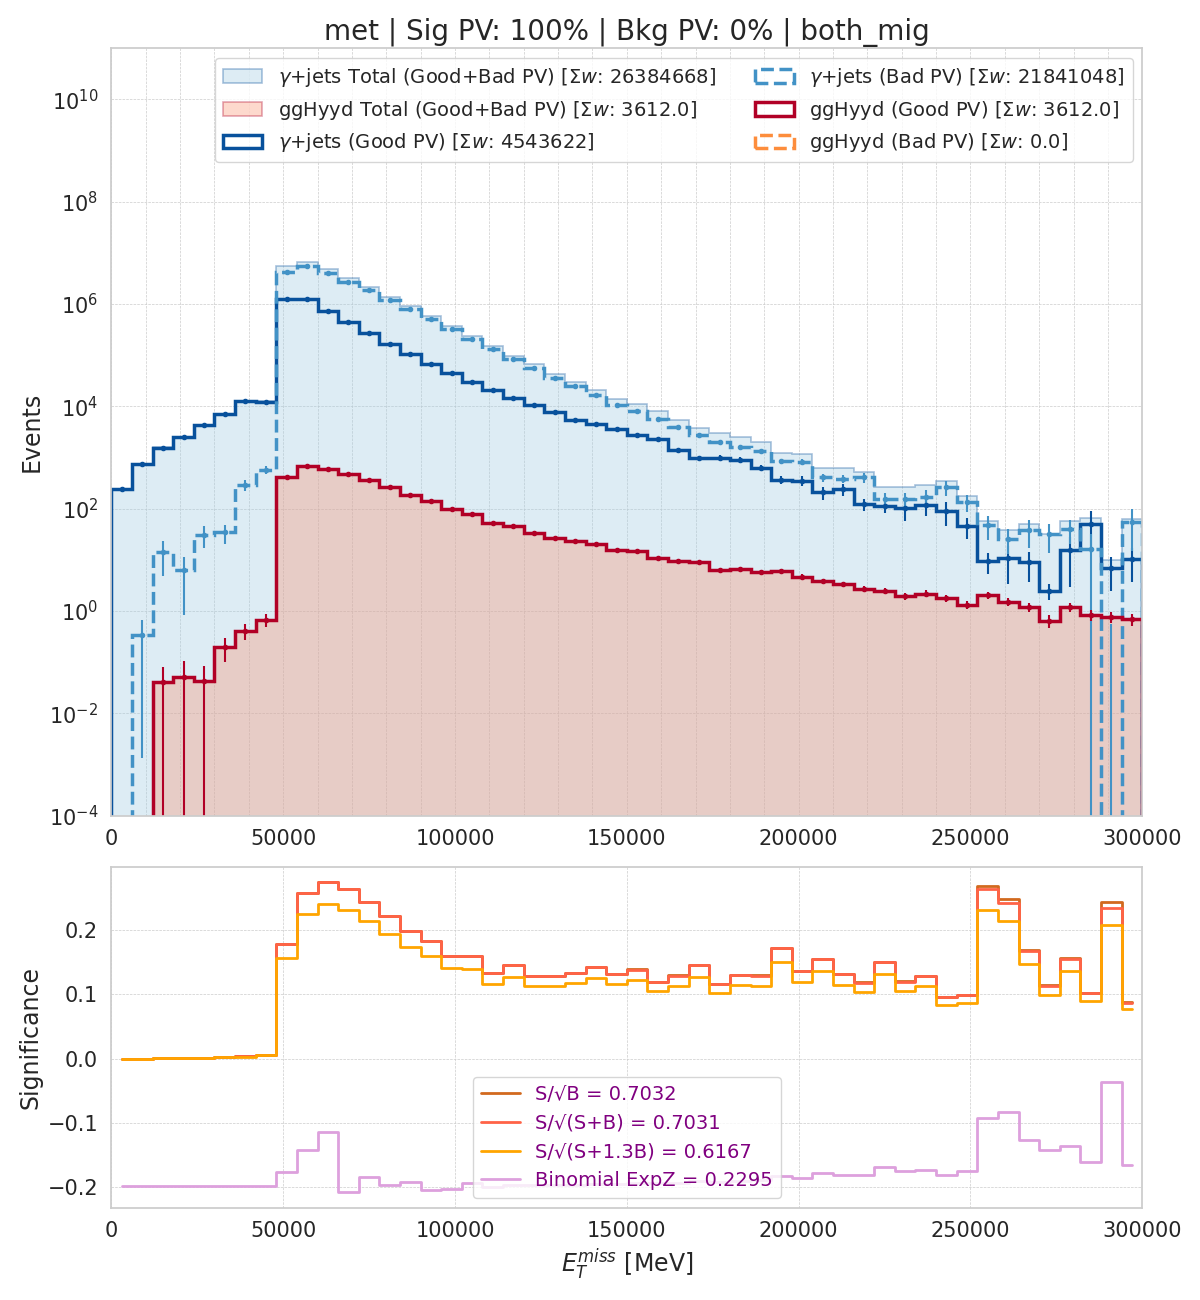 met | Sig PV: 100% | Bkg PV: 0% | both_mig
γ+jets Total (Good+Bad PV) [Σw: 26384668]
ggHyyd Total (Good+Bad PV) [Σw: 3612.0]
γ+jets (Good PV) [Σw: 4543622]
γ+jets (Bad PV) [Σw: 21841048]
ggHyyd (Good PV) [Σw: 3612.0]
ggHyyd (Bad PV) [Σw: 0.0]
Events
10^10
10^8
10^6
10^4
10^2
10^0
10^−2
10^−4
0 50000 100000 150000 200000 250000 300000
Significance
0.2
0.1
0.0
−0.1
−0.2
S/√B = 0.7032
S/√(S+B) = 0.7031
S/√(S+1.3B) = 0.6167
Binomial ExpZ = 0.2295
0 50000 100000 150000 200000 250000 300000
E_T^miss [MeV]